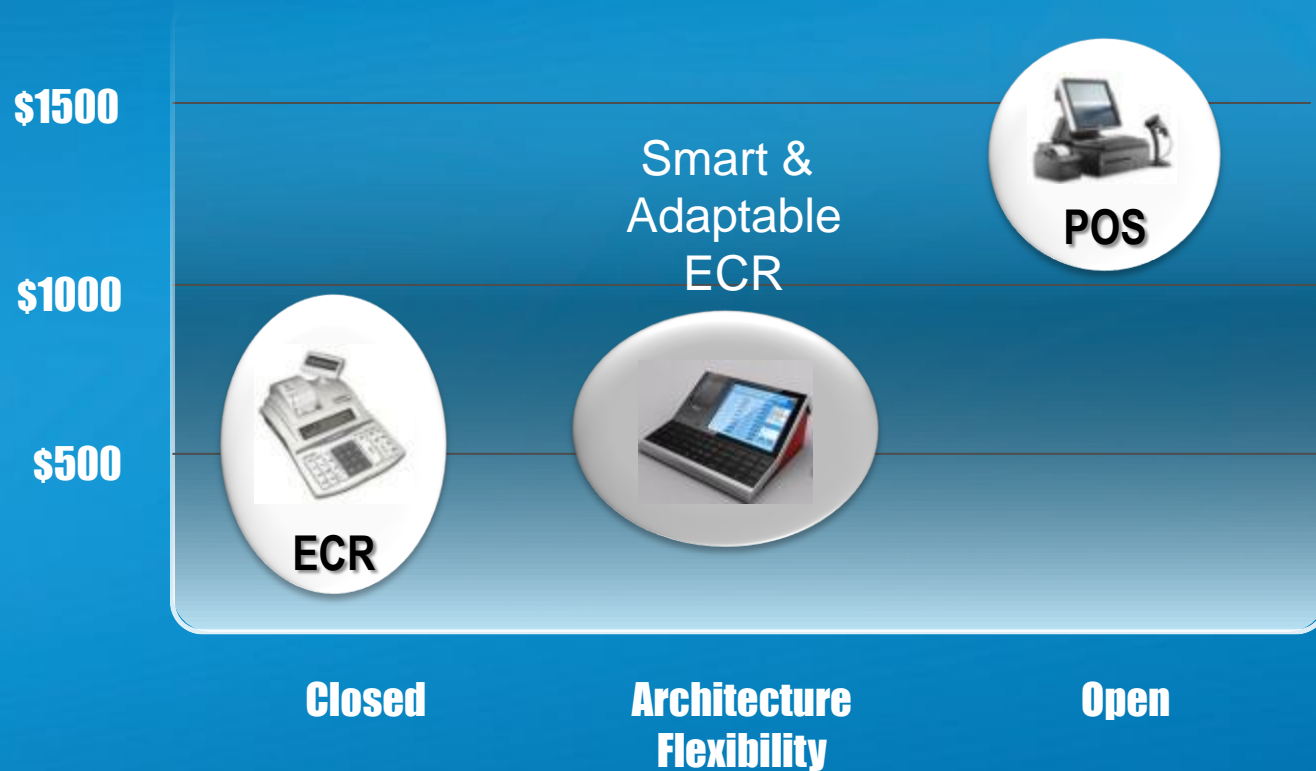 $1500
Smart &
Adaptable
ECR
POS
$1000
$500
ECR
Closed
Architecture
Flexibility
Open